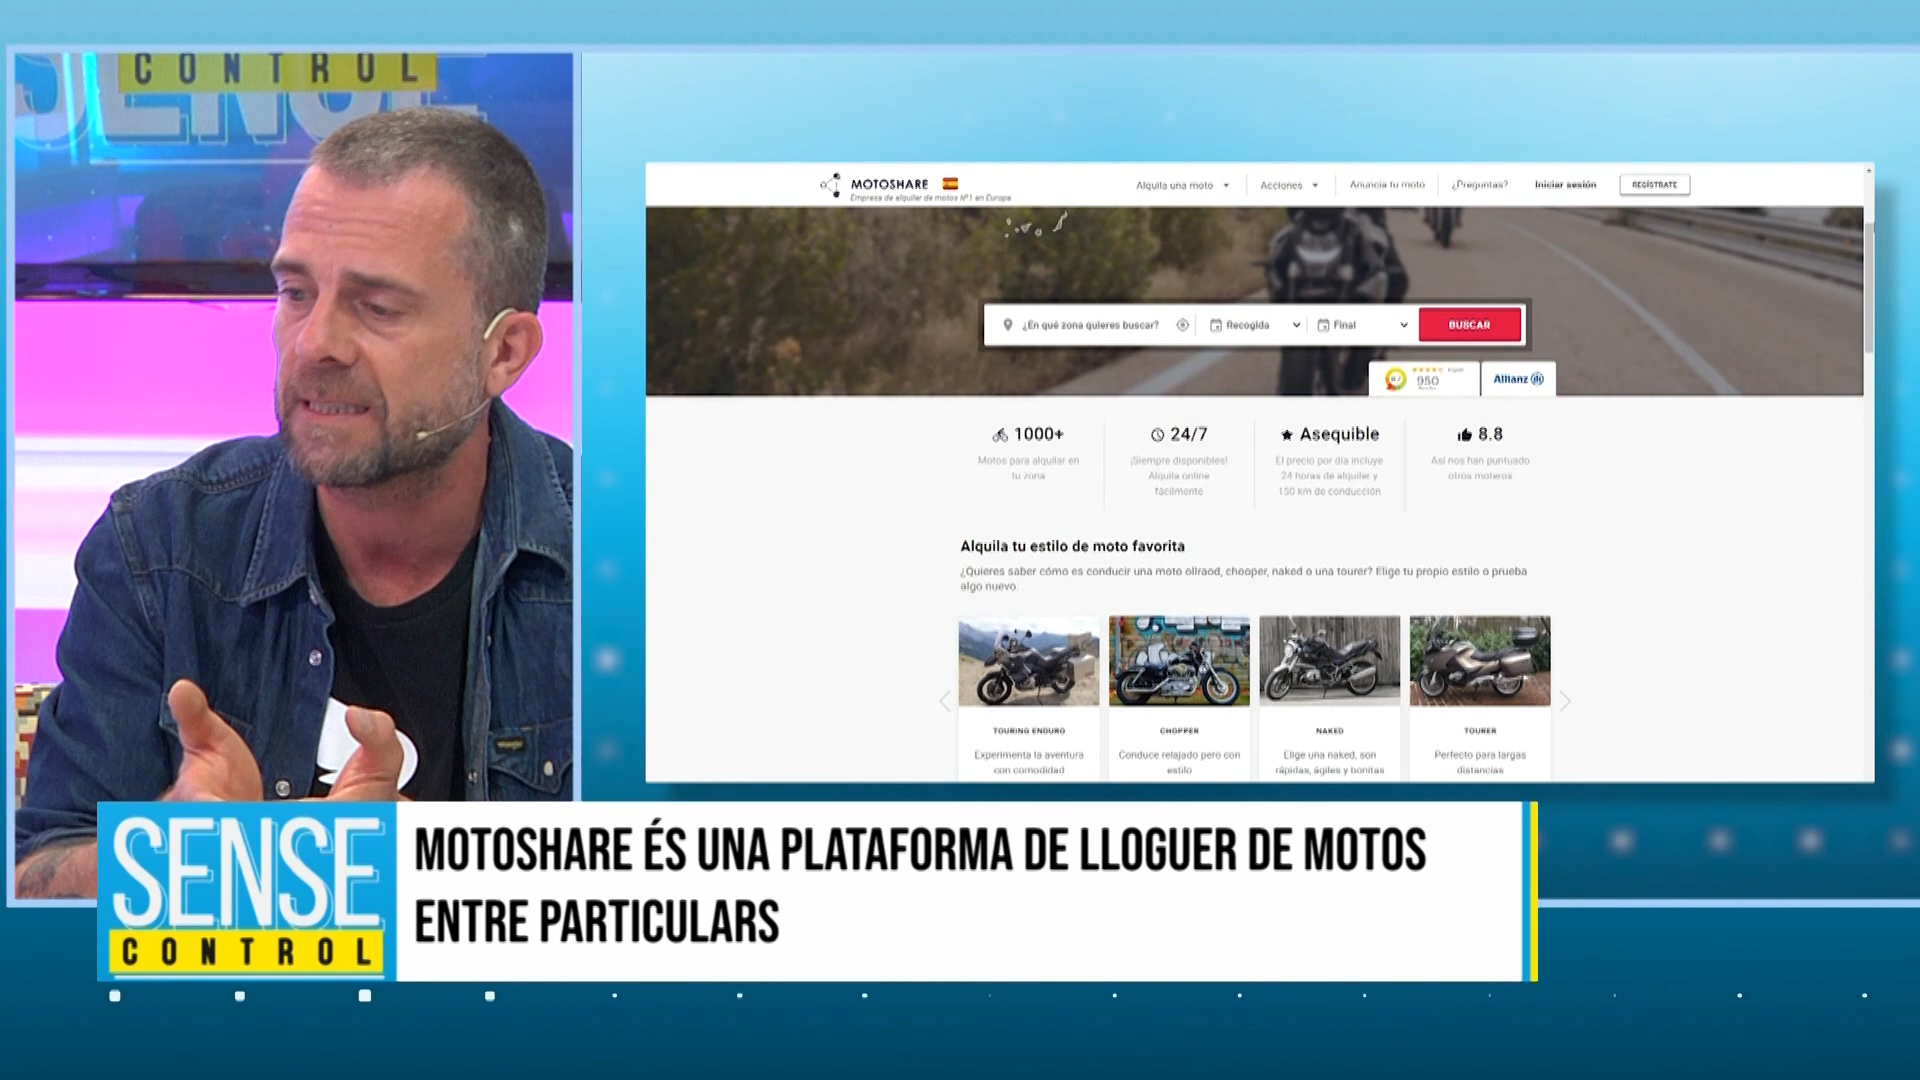 CONTROL
SENSE
MOTOSHARE
Empresa de alquiler de motos Nº1 en Europa
Alquila una moto
Acciones
Anuncia tu moto
¿Preguntas?
Iniciar sesión
REGÍSTRATE
¿En qué zona quieres buscar?
Recogida
Final
BUSCAR
950
Allianz
1000+
Motos para alquilar en
tu zona
24/7
¡Siempre disponibles!
Alquila online
fácilmente
Asequible
El precio por día incluye
24 horas de alquiler y
150 km de conducción
8.8
Así nos han puntuado
otros moteros
Alquila tu estilo de moto favorita
¿Quieres saber cómo es conducir una moto ollraod, chooper, naked o una tourer? Elige tu propio estilo o prueba
algo nuevo.
TOURING ENDURO
Experimenta la aventura
con comodidad
CHOPPER
Conduce relajado pero con
estilo
NAKED
Elige una naked, son
rápidas, ágiles y bonitas
TOURER
Perfecto para largas
distancias
SENSE
CONTROL
MOTOSHARE ÉS UNA PLATAFORMA DE LLOGUER DE MOTOS
ENTRE PARTICULARS